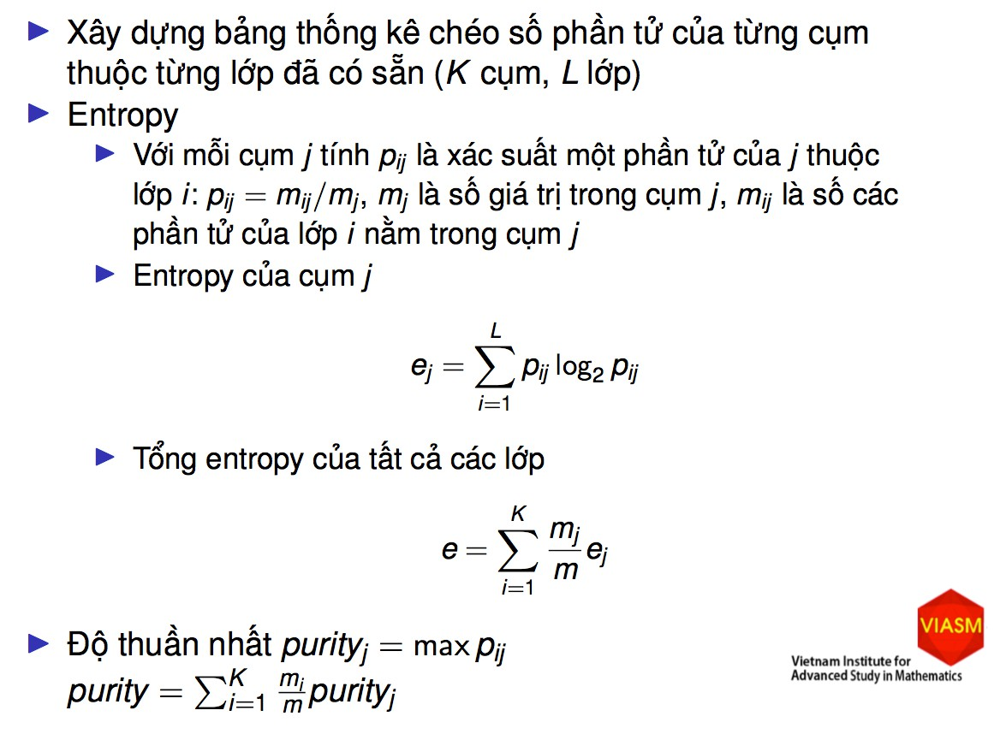 ▶ Xây dựng bảng thống kê chéo số phần tử của từng cụm
thuộc từng lớp đã có sẵn (K cụm, L lớp)
▶ Entropy
▶ Với mỗi cụm j tính p_{ij} là xác suất một phần tử của j thuộc
lớp i: p_{ij} = m_{ij}/m_j, m_j là số giá trị trong cụm j, m_{ij} là số các
phần tử của lớp i nằm trong cụm j
▶ Entropy của cụm j
e_j = \sum_{i=1}^{L} p_{ij} \log_2 p_{ij}
▶ Tổng entropy của tất cả các lớp
e = \sum_{i=1}^{K} \frac{m_j}{m} e_j
▶ Độ thuần nhất purity_j = max p_{ij}
purity = \sum_{i=1}^{K} \frac{m_i}{m} purity_j
VIASM
Vietnam Institute for
Advanced Study in Mathematics